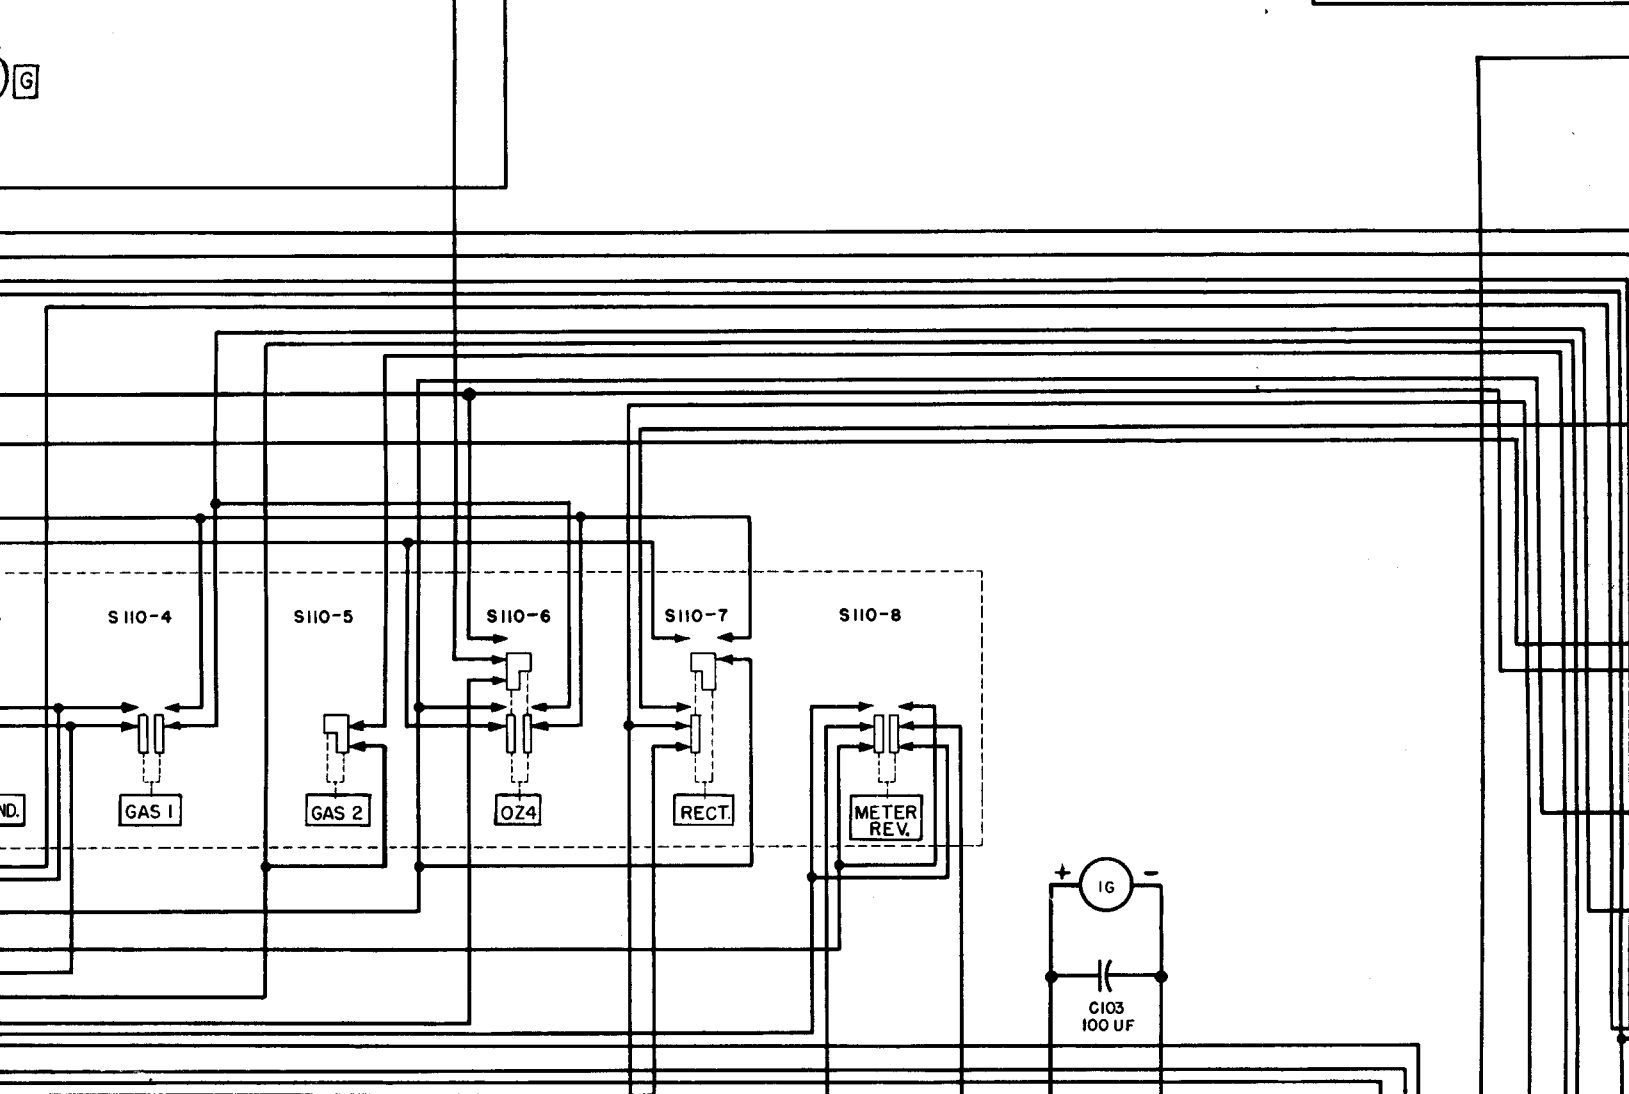 G
S110-4
S110-5
S110-6
S110-7
S110-8
ND.
GAS 1
GAS 2
OZ4
RECT.
METER
REV.
+
IG
-
C103
100 UF